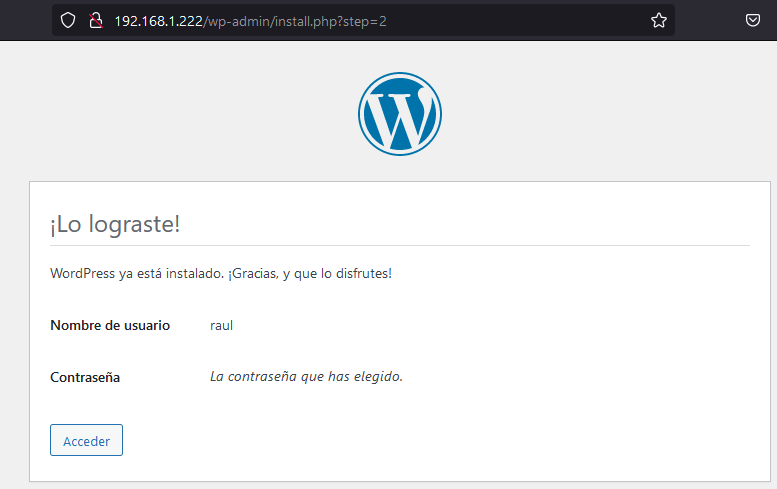 192.168.1.222/wp-admin/install.php?step=2
¡Lo lograste!
WordPress ya está instalado. ¡Gracias, y que lo disfrutes!
Nombre de usuario raul
Contraseña La contraseña que has elegido.
Acceder